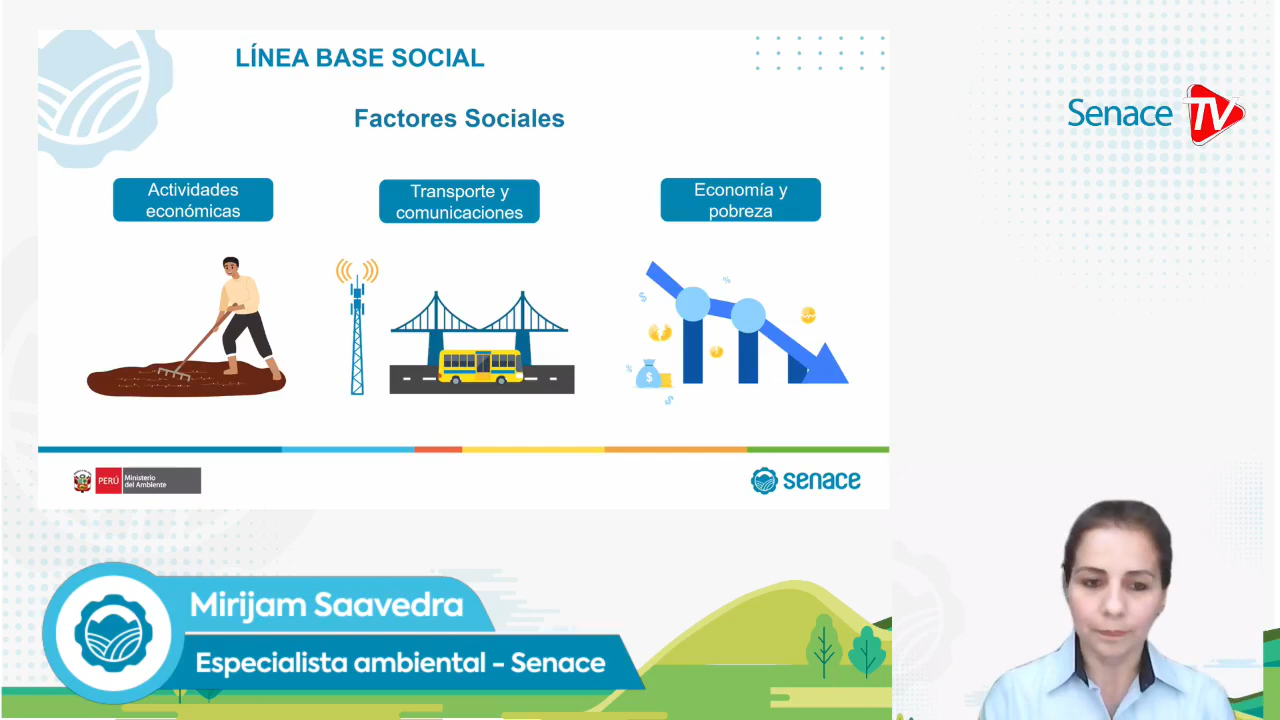 LÍNEA BASE SOCIAL
Senace TV
Factores Sociales
Actividades
económicas
Transporte y
comunicaciones
Economía y
pobreza
$
%
$
%
$
PERÚ
Ministerio
del Ambiente
senace
Mirijam Saavedra
Especialista ambiental - Senace